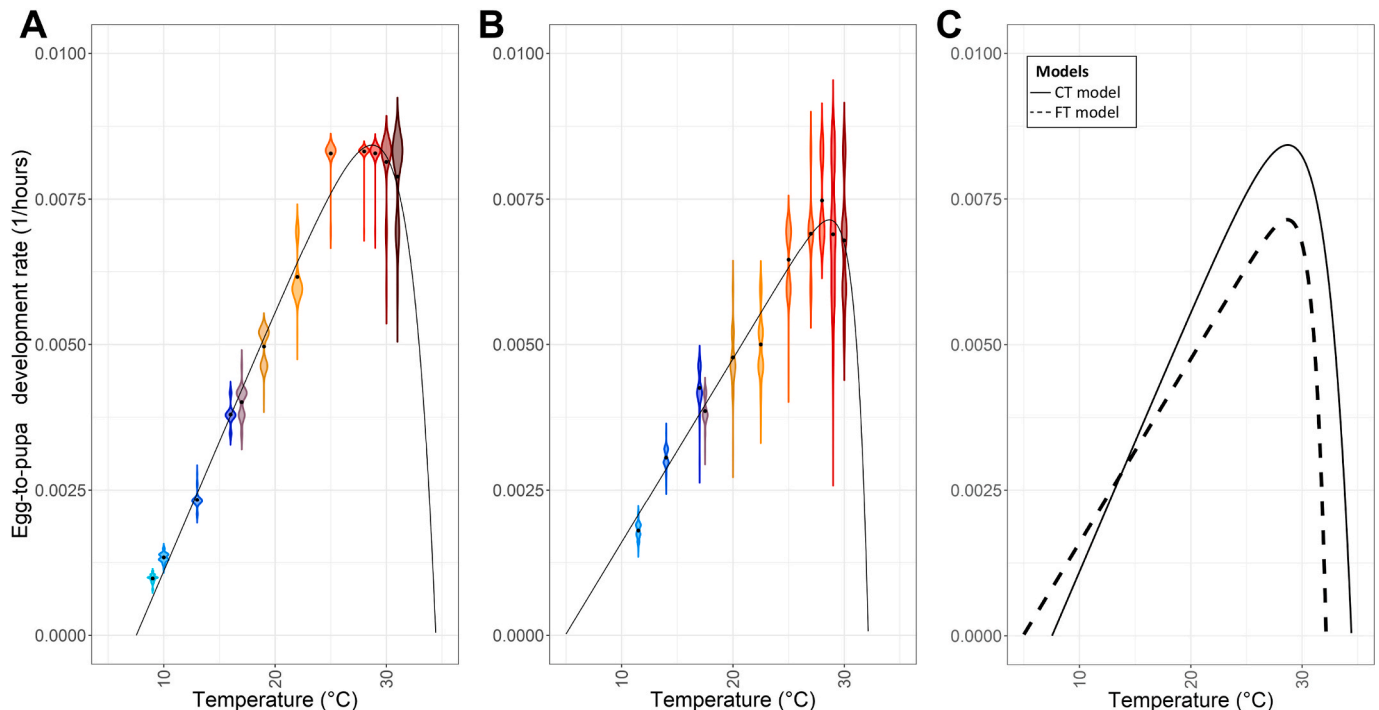 A
B
C
Egg-to-pupa development rate (1/hours)
0.0100
0.0075
0.0050
0.0025
0.0000
10
20
30
Temperature (°C)
0.0100
0.0075
0.0050
0.0025
0.0000
10
20
30
Temperature (°C)
0.0100
0.0075
0.0050
0.0025
0.0000
Models
CT model
FT model
10
20
30
Temperature (°C)